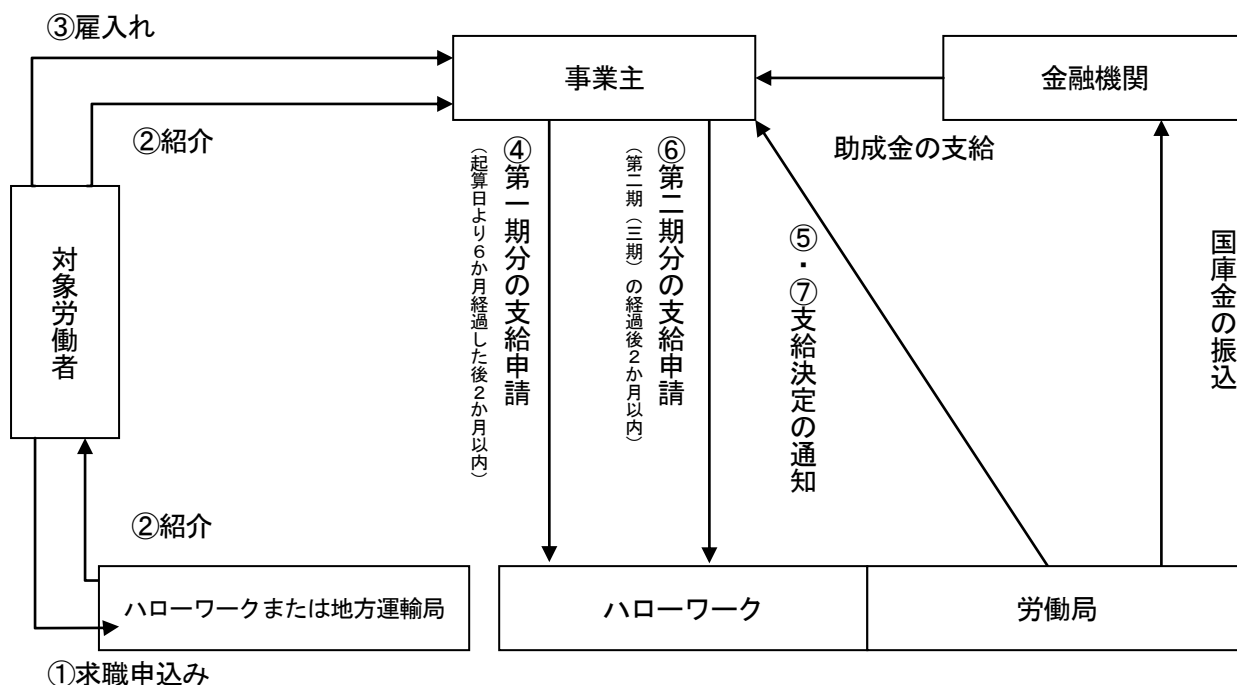 ③雇入れ
事業主
金融機関
②紹介
助成金の支給
④第一期分の支給申請
（起算日より６か月経過した後２か月以内）
⑥第二期分の支給申請
（第二期（三期）の経過後２か月以内）
⑤・⑦支給決定の通知
国庫金の振込
対象労働者
②紹介
ハローワークまたは地方運輸局
ハローワーク
労働局
①求職申込み